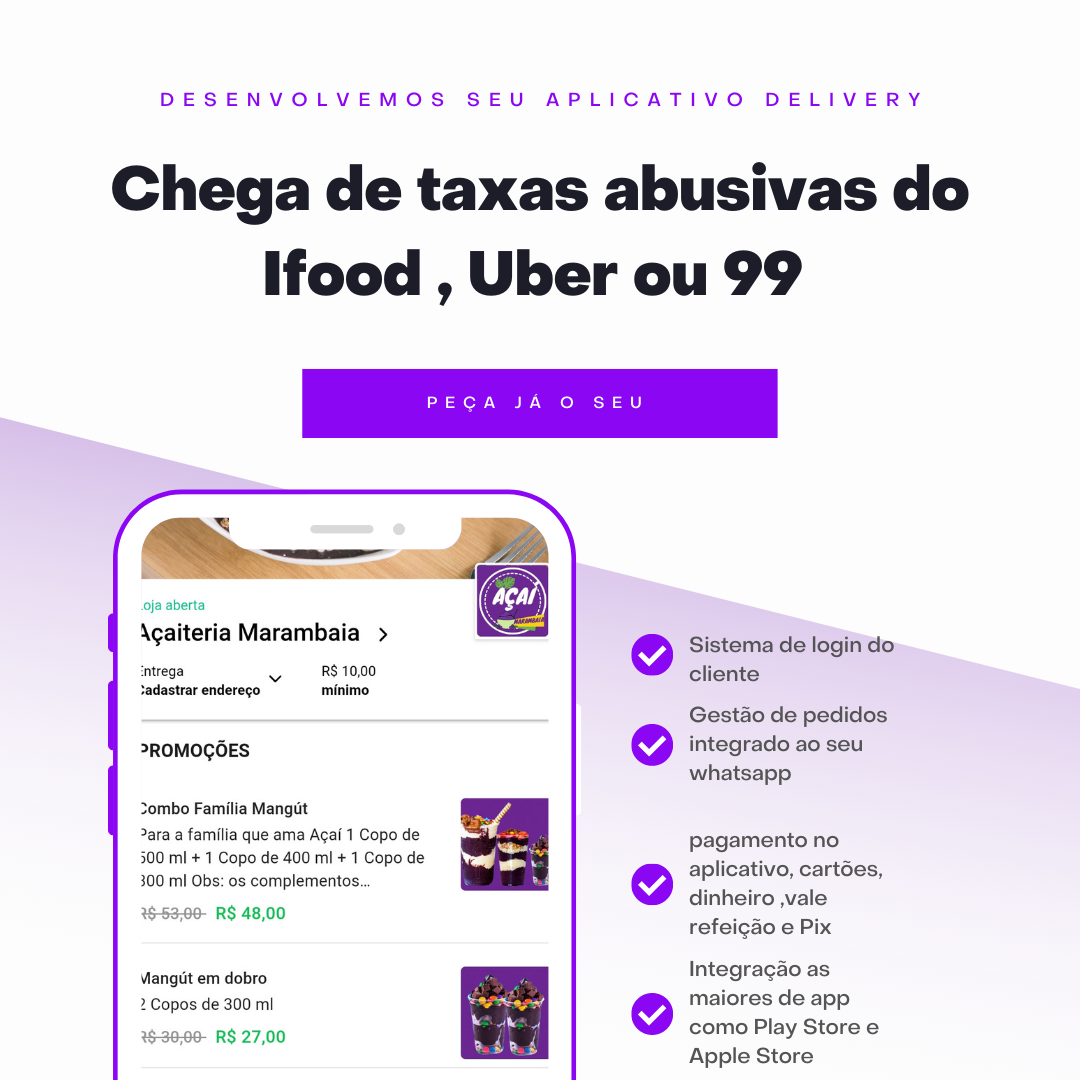 DESENVOLVEMOS SEU APLICATIVO DELIVERY
Chega de taxas abusivas do
Ifood , Uber ou 99
PEÇA JÁ O SEU
Loja aberta
Açaiteria Marambaia
AÇAÍ
MARAMBAIA
Entrega
Cadastrar endereço
R$ 10,00
mínimo
PROMOÇÕES
Combo Família Mangút
Para a família que ama Açaí 1 Copo de
500 ml + 1 Copo de 400 ml + 1 Copo de
300 ml Obs: os complementos...
R$ 53,00 R$ 48,00
Mangút em dobro
2 Copos de 300 ml
R$ 30,00 R$ 27,00
Sistema de login do
cliente
Gestão de pedidos
integrado ao seu
whatsapp
pagamento no
aplicativo, cartões,
dinheiro ,vale
refeição e Pix
Integração as
maiores de app
como Play Store e
Apple Store